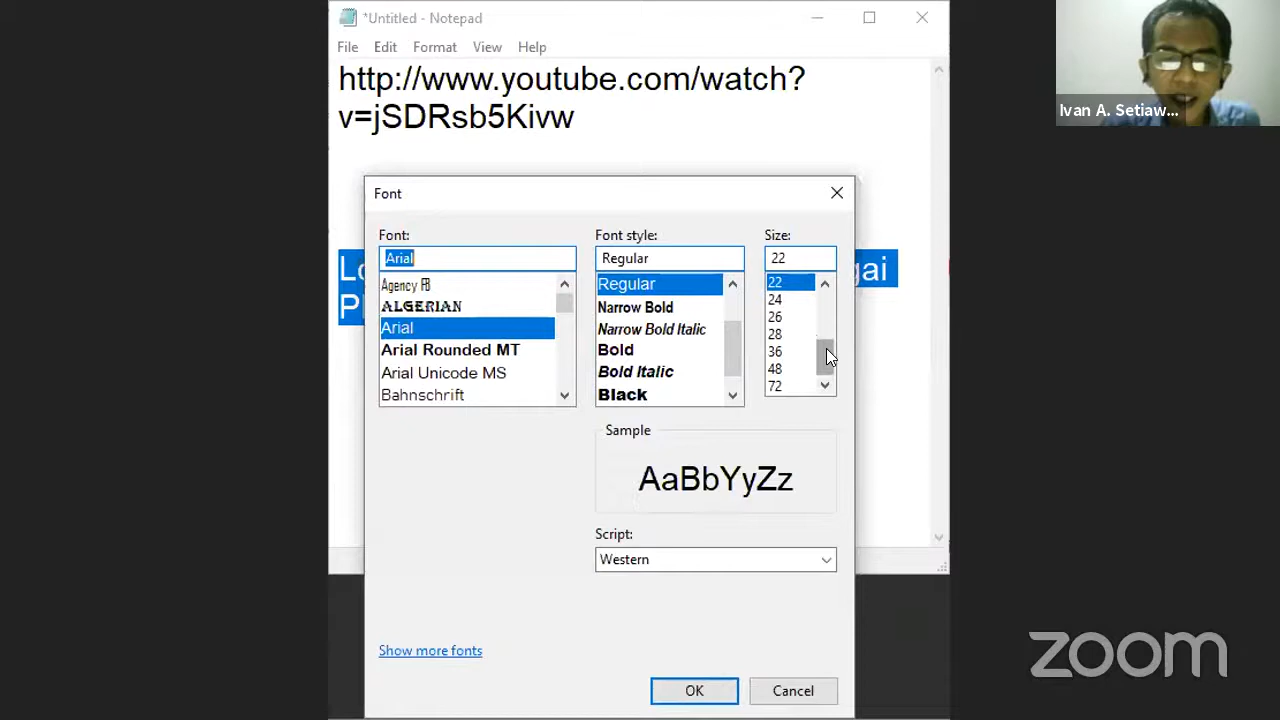 *Untitled - Notepad
File Edit Format View Help
http://www.youtube.com/watch?
v=jSDRsb5Kivw
Ivan A. Setiaw...
Font
Font: Font style: Size:
Arial Regular 22
Agency FB
ALGERIAN
Arial
Arial Rounded MT
Arial Unicode MS
Bahnschrift
Regular
Narrow Bold
Narrow Bold Italic
Bold
Bold Italic
Black
22
24
26
28
36
48
72
Sample
AaBbYyZz
Script:
Western
Show more fonts
OK Cancel
zoom